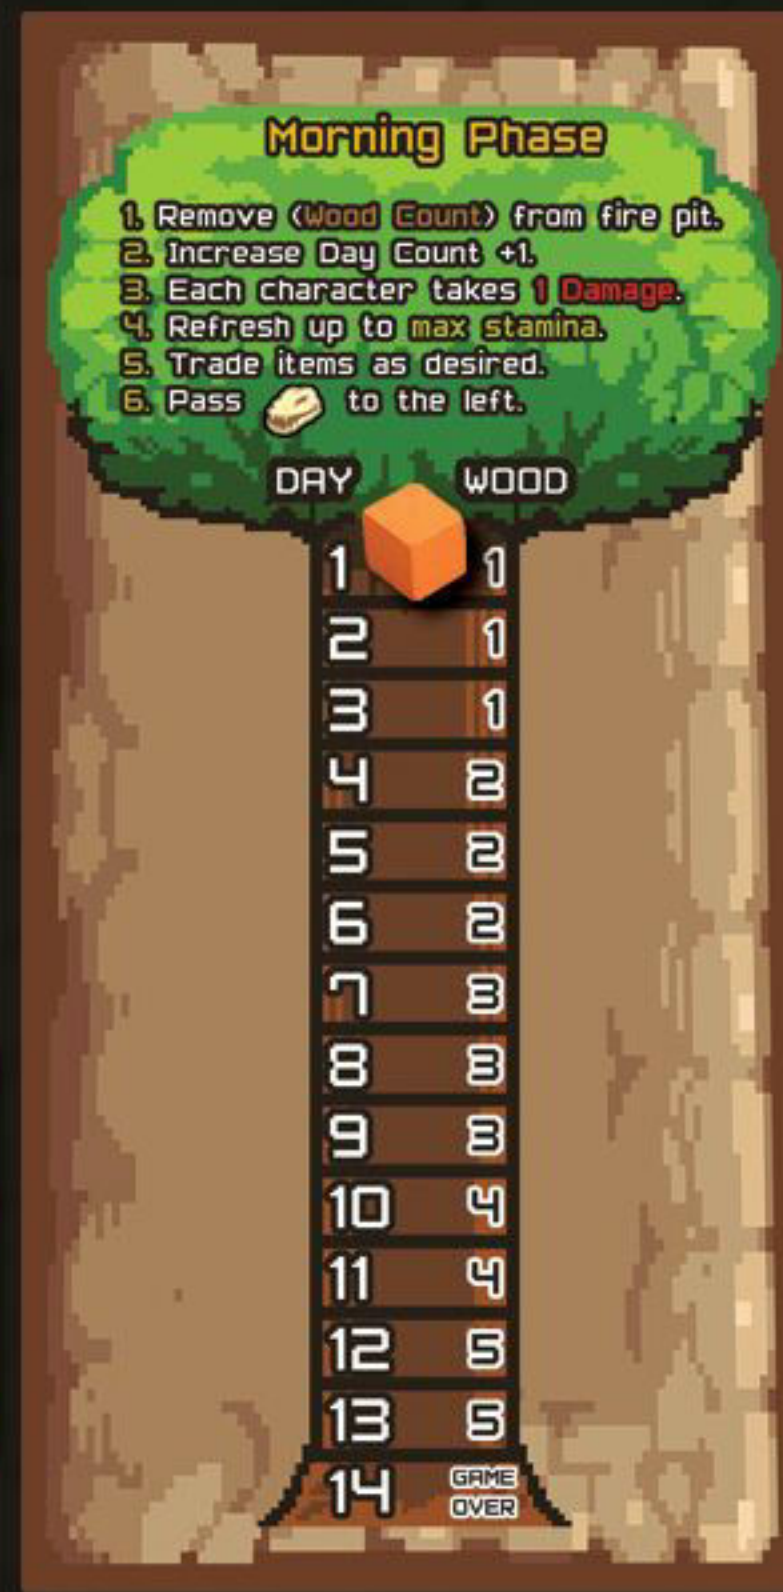 Morning Phase
1. Remove (Wood Count) from fire pit.
2. Increase Day Count +1.
3. Each character takes 1 Damage.
4. Refresh up to max stamina.
5. Trade items as desired.
6. Pass to the left.
DAY WOOD
1 1
2 1
3 1
4 2
5 2
6 2
7 3
8 3
9 3
10 4
11 4
12 5
13 5
14 GAME OVER